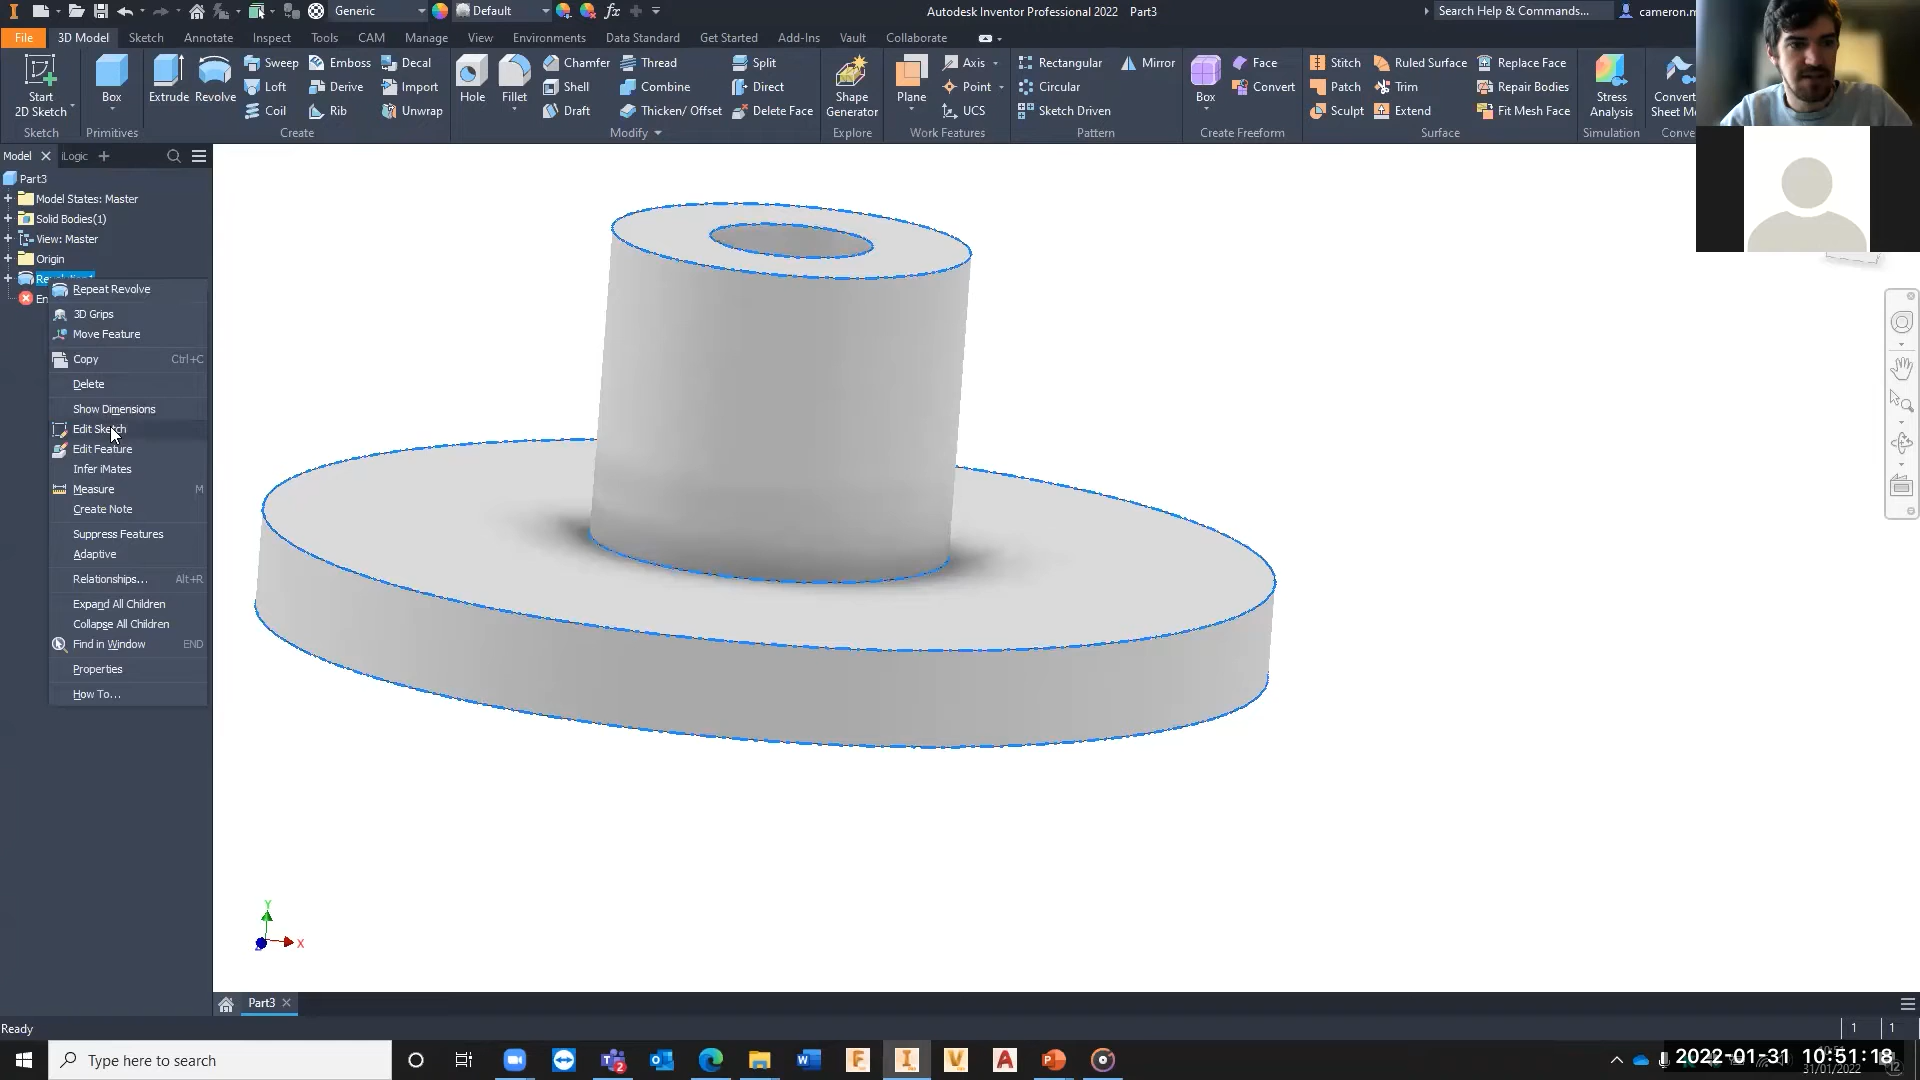 Generic
Default
Autodesk Inventor Professional 2022 Part3
Search Help & Commands...
cameron.m
File 3D Model Sketch Annotate Inspect Tools CAM Manage View Environments Data Standard Get Started Add-Ins Vault Collaborate
Start 2D Sketch
Box
Extrude
Revolve
Sweep
Loft
Coil
Emboss
Derive
Rib
Decal
Import
Unwrap
Hole
Fillet
Chamfer
Shell
Draft
Thread
Combine
Thicken/ Offset
Split
Direct
Delete Face
Shape Generator
Plane
Axis
Point
UCS
Rectangular
Circular
Sketch Driven
Mirror
Box
Face
Convert
Stitch
Patch
Sculpt
Ruled Surface
Trim
Extend
Replace Face
Repair Bodies
Fit Mesh Face
Stress Analysis
Convert
Sheet M
Sketch Primitives Create Modify Explore Work Features Pattern Create Freeform Surface Simulation Conve
Model
iLogic
Part3
Model States: Master
Solid Bodies(1)
View: Master
Origin
Repeat Revolve
3D Grips
Move Feature
Copy Ctrl+C
Delete
Show Dimensions
Edit Sketch
Edit Feature
Infer iMates
Measure M
Create Note
Suppress Features
Adaptive
Relationships... Alt+R
Expand All Children
Collapse All Children
Find in Window END
Properties
How To...
Y
X
Part3
Ready
1 1
Type here to search
2022-01-31 10:51:18
31/01/2022